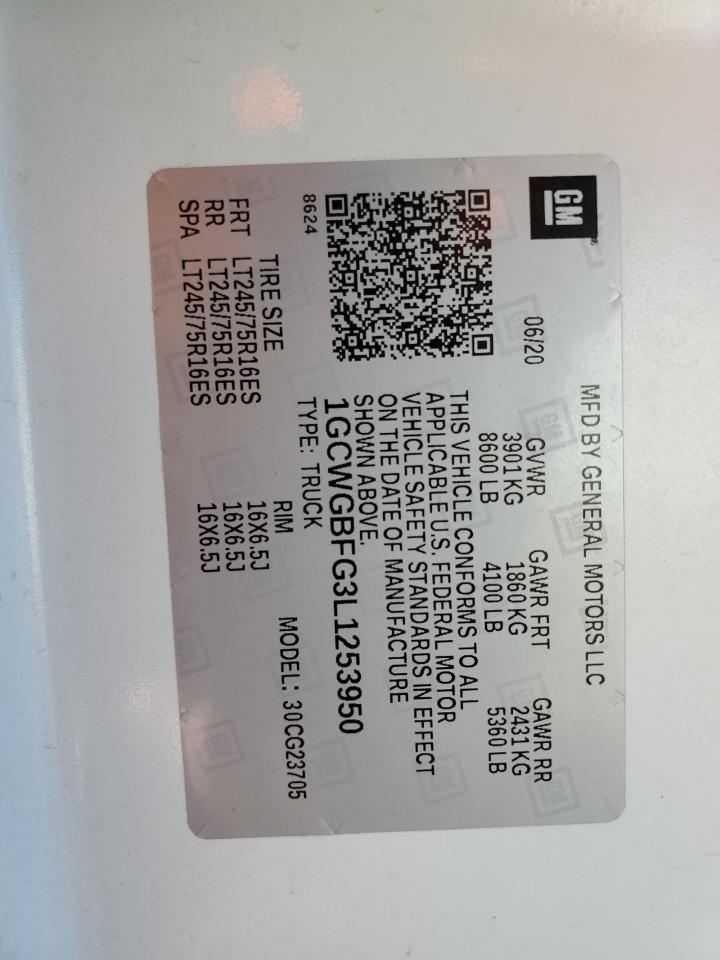 GM
MFD BY GENERAL MOTORS LLC
06/20
GVWR GAWR FRT GAWR RR
3901 KG 1860 KG 2431 KG
8600 LB 4100 LB 5360 LB
THIS VEHICLE CONFORMS TO ALL
APPLICABLE U.S. FEDERAL MOTOR
VEHICLE SAFETY STANDARDS IN EFFECT
ON THE DATE OF MANUFACTURE
SHOWN ABOVE.
1GCWGBFG3L1253950
8624
TYPE: TRUCK
MODEL: 30CG23705
TIRE SIZE RIM
FRT LT245/75R16ES 16X6.5J
RR LT245/75R16ES 16X6.5J
SPA LT245/75R16ES 16X6.5J